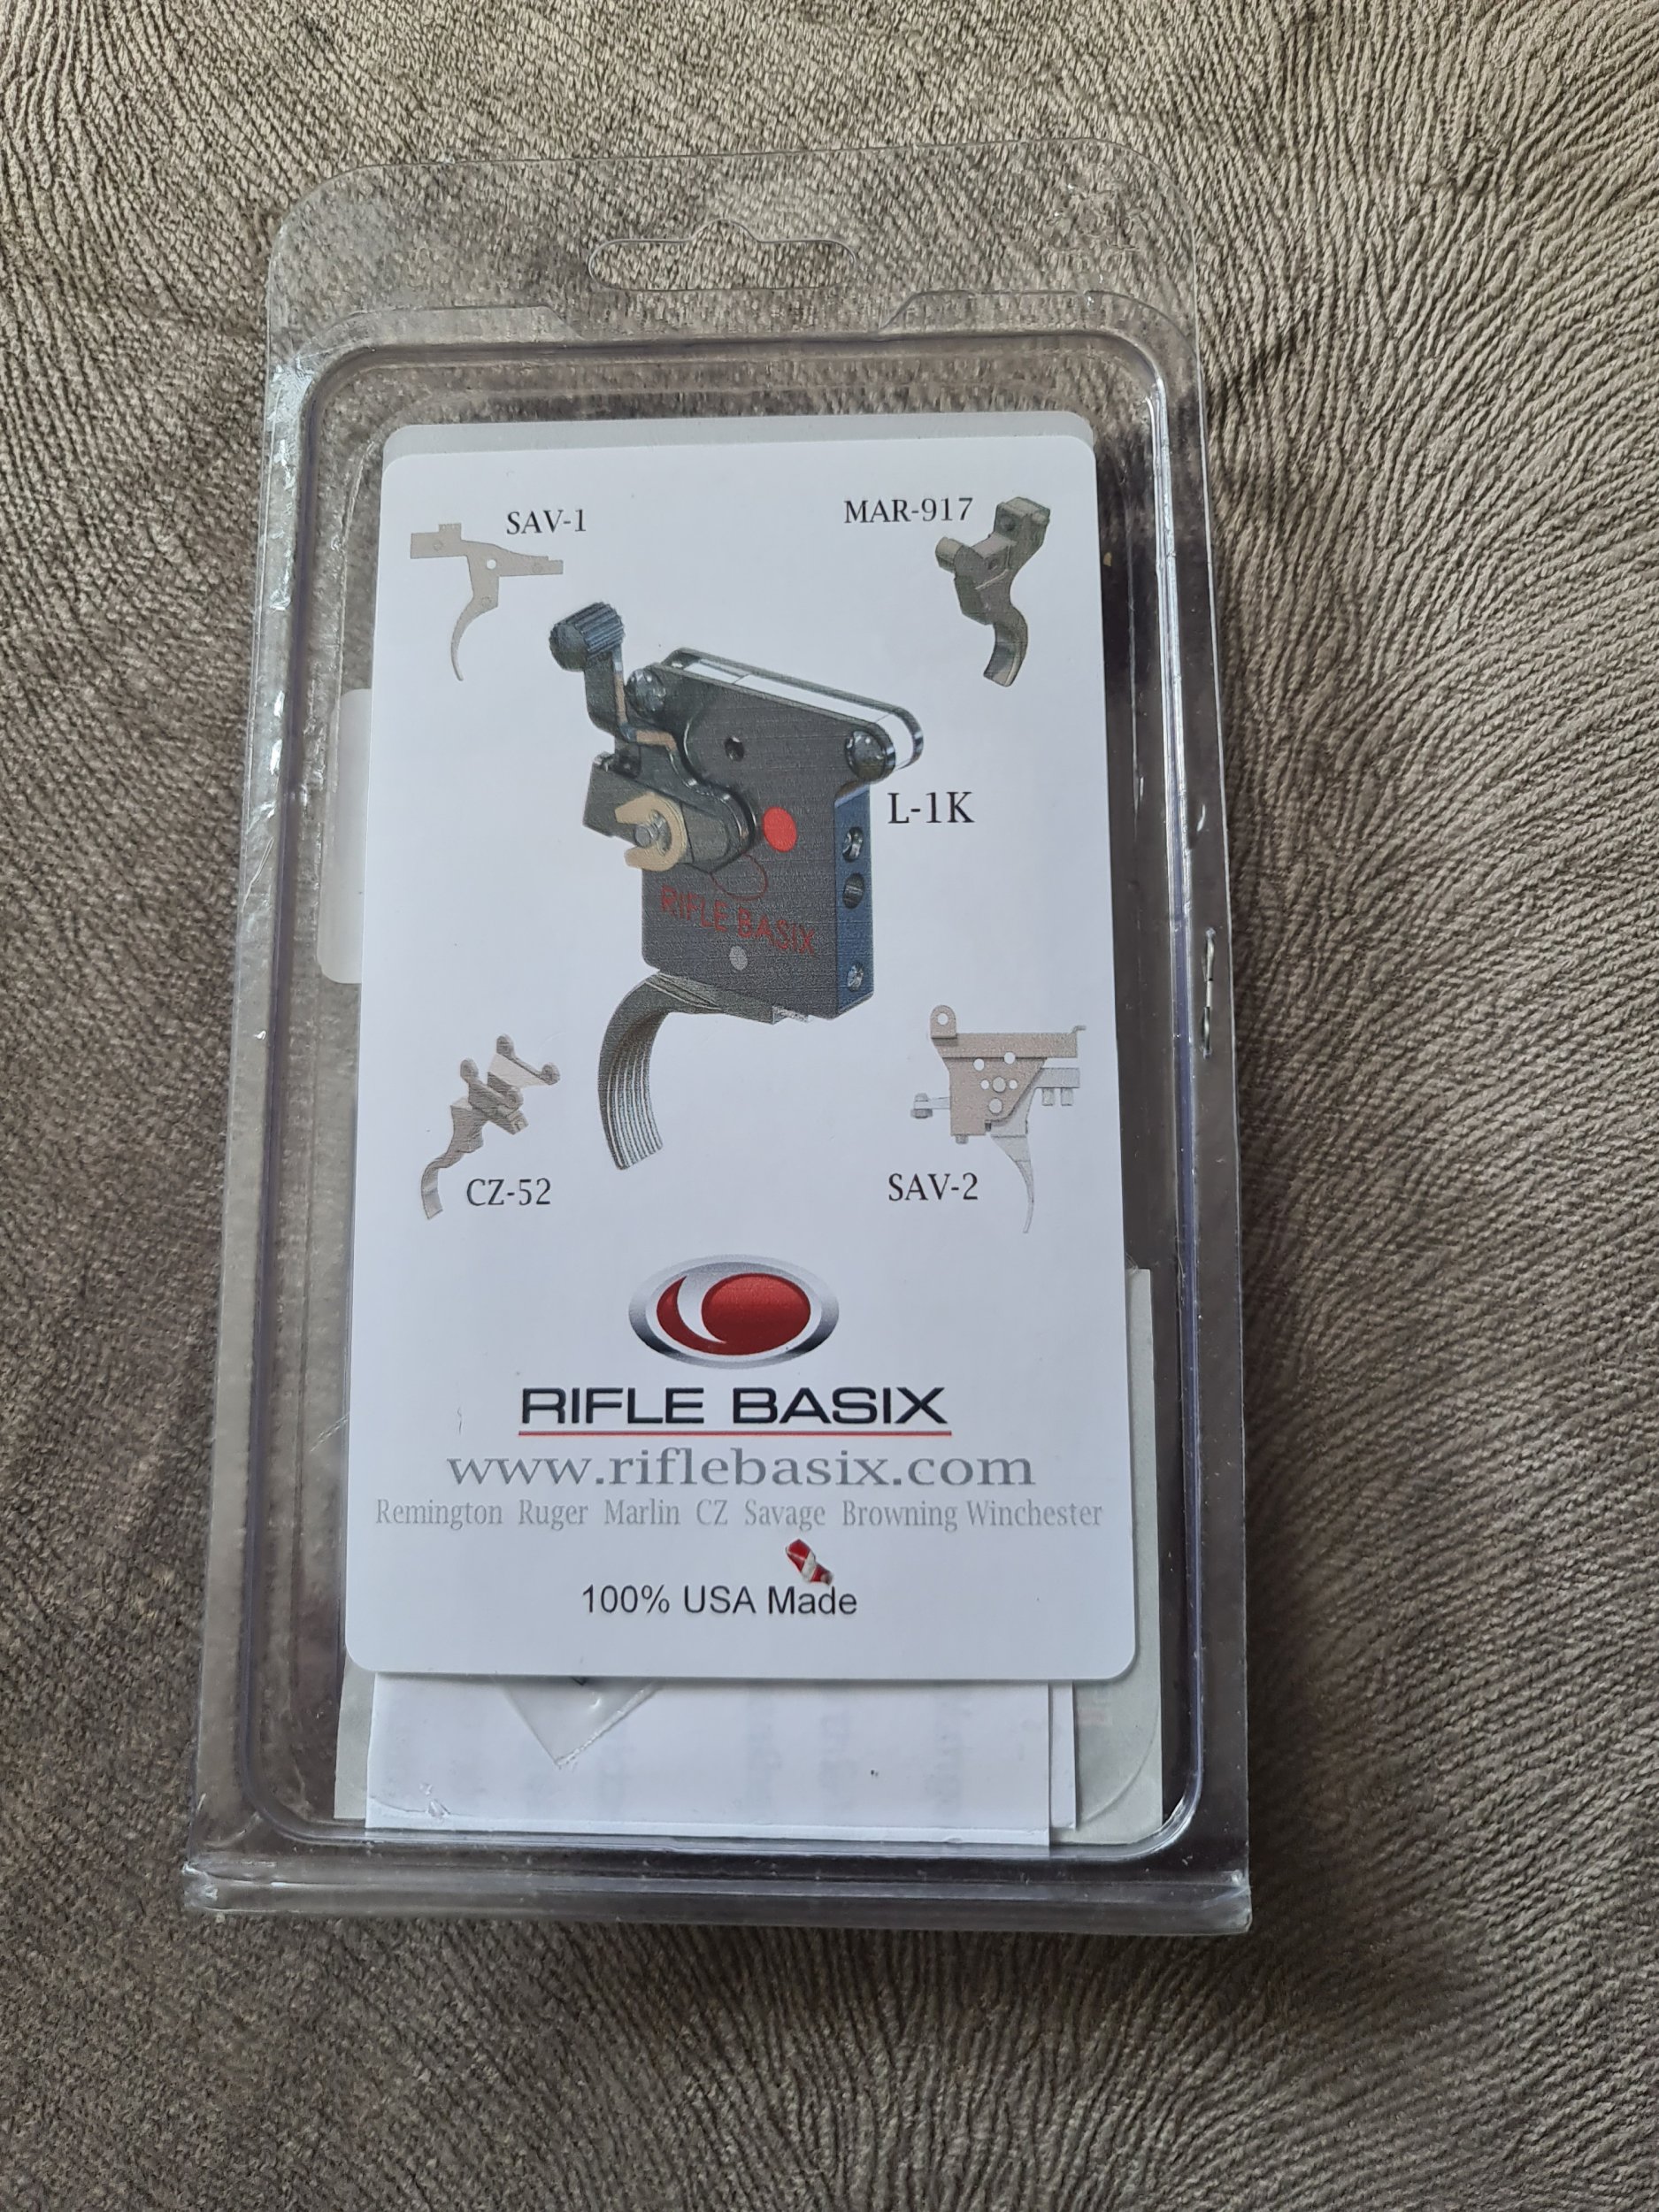 SAV-1
MAR-917
L-1K
RIFLE BASIX
CZ-52
SAV-2
RIFLE BASIX
www.riflebasix.com
Remington Ruger Marlin CZ Savage Browning Winchester
100% USA Made